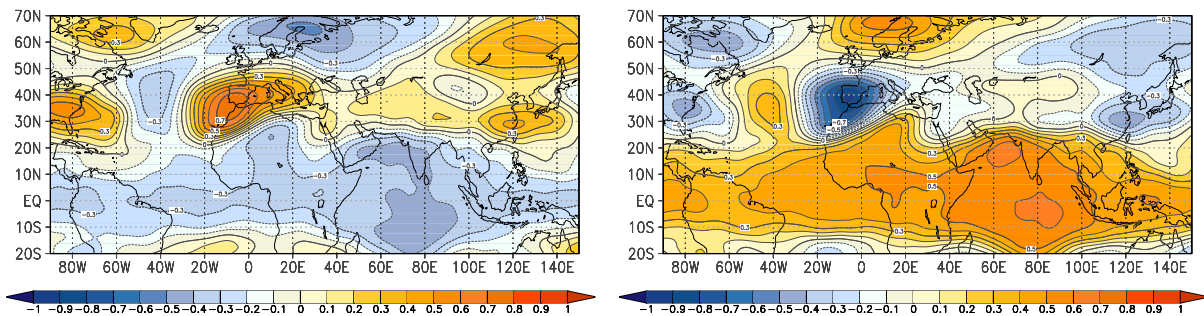 70N 70N
60N 60N
50N 50N
40N 40N
30N 30N
20N 20N
10N 10N
EQ EQ
10S 10S
20S 20S
80W 60W 40W 20W 0 20E 40E 60E 80E 100E 120E 140E 80W 60W 40W 20W 0 20E 40E 60E 80E 100E 120E 140E
-1 -0.9 -0.8 -0.7 -0.6 -0.5 -0.4 -0.3 -0.2 -0.1 0 0.1 0.2 0.3 0.4 0.5 0.6 0.7 0.8 0.9 1 -1 -0.9 -0.8 -0.7 -0.6 -0.5 -0.4 -0.3 -0.2 -0.1 0 0.1 0.2 0.3 0.4 0.5 0.6 0.7 0.8 0.9 1